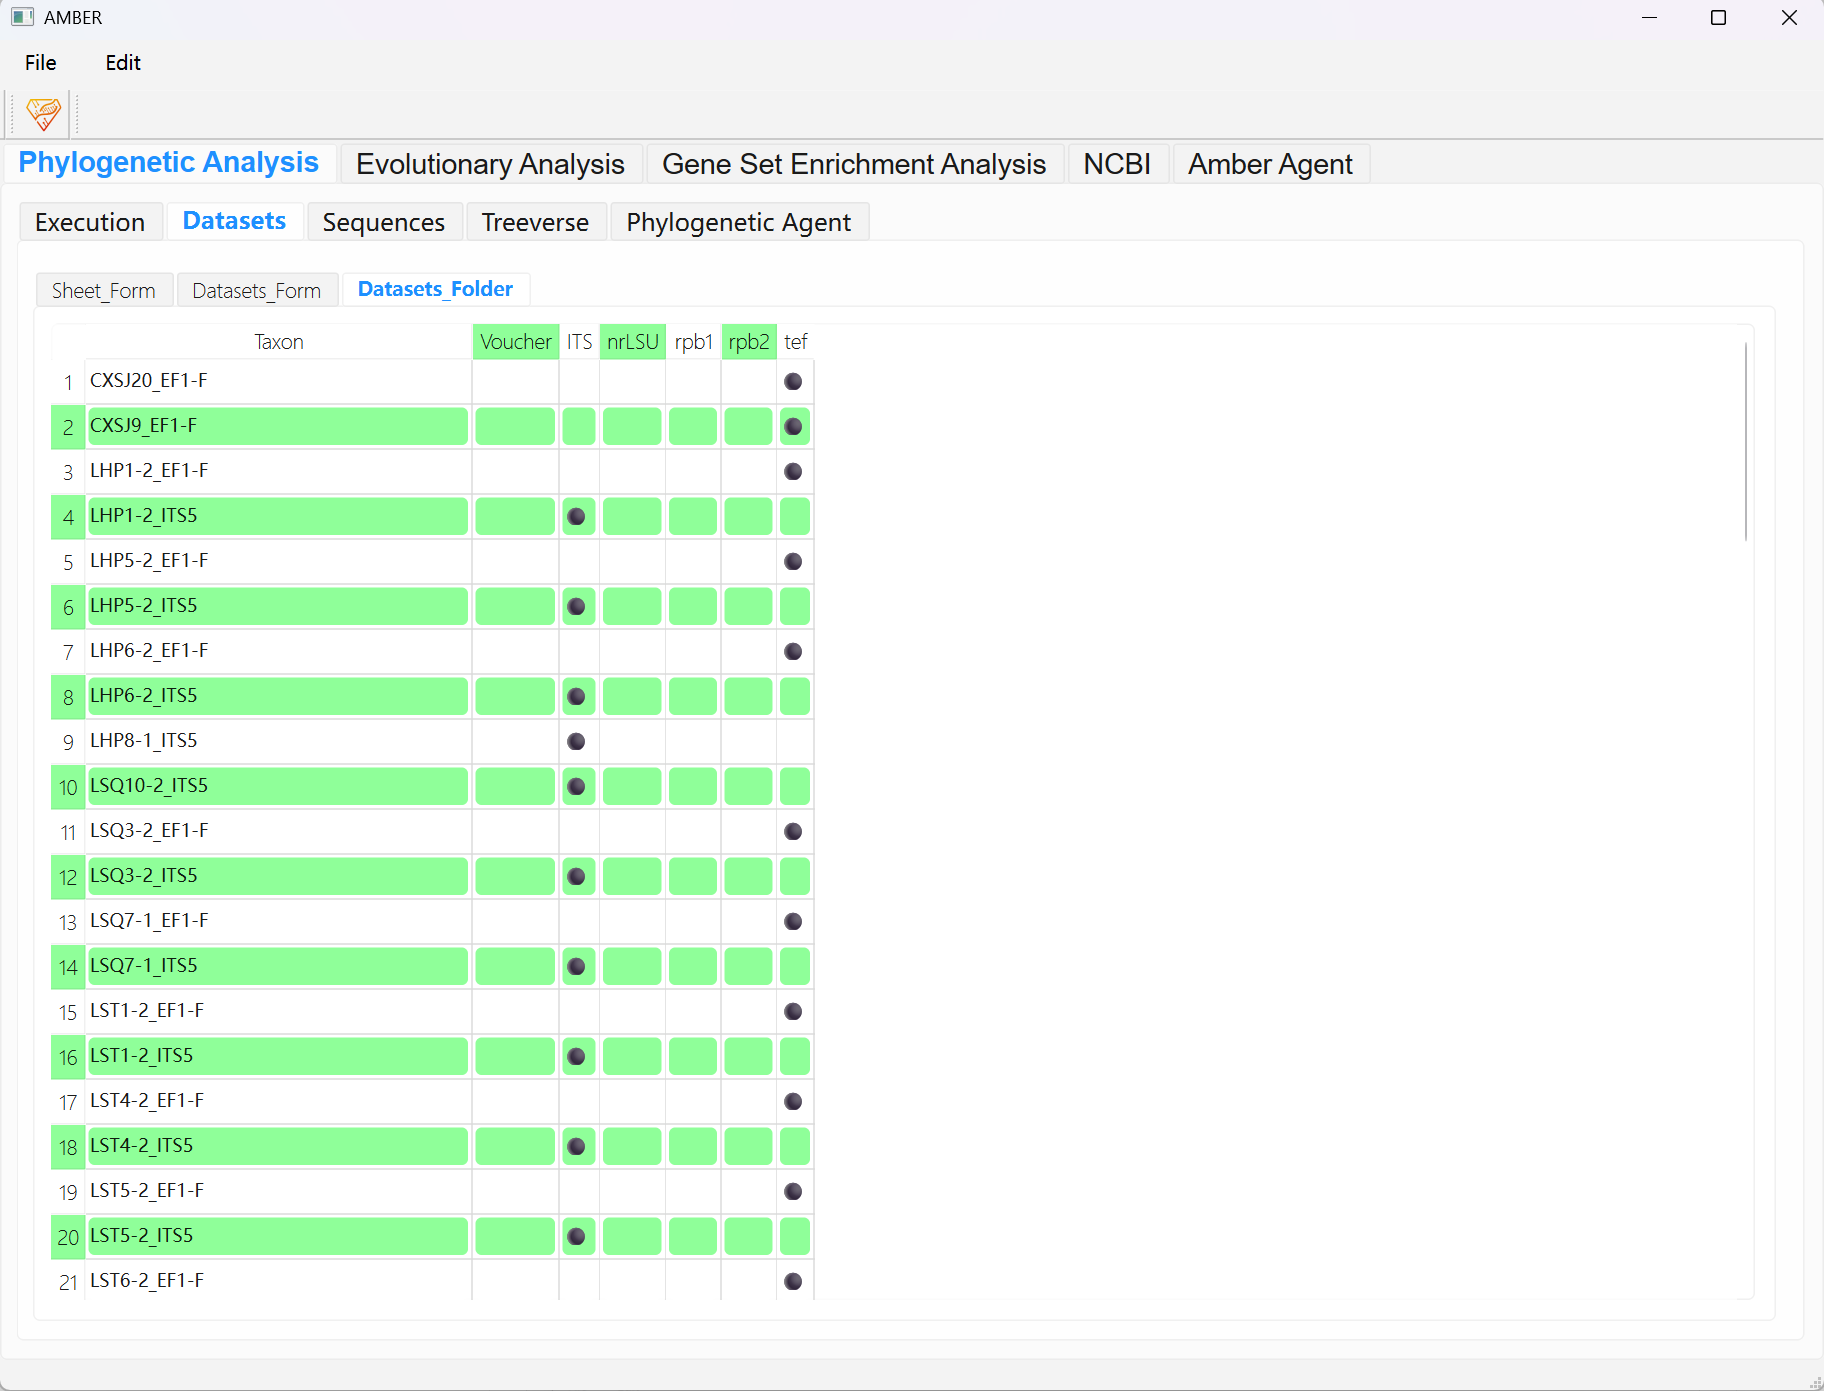 AMBER
File Edit
Phylogenetic Analysis Evolutionary Analysis Gene Set Enrichment Analysis NCBI Amber Agent
Execution Datasets Sequences Treeverse Phylogenetic Agent
Sheet_Form Datasets_Form Datasets_Folder
Taxon Voucher ITS nrLSU rpb1 rpb2 tef
1 CXSJ20_EF1-F
2 CXSJ9_EF1-F
3 LHP1-2_EF1-F
4 LHP1-2_ITS5
5 LHP5-2_EF1-F
6 LHP5-2_ITS5
7 LHP6-2_EF1-F
8 LHP6-2_ITS5
9 LHP8-1_ITS5
10 LSQ10-2_ITS5
11 LSQ3-2_EF1-F
12 LSQ3-2_ITS5
13 LSQ7-1_EF1-F
14 LSQ7-1_ITS5
15 LST1-2_EF1-F
16 LST1-2_ITS5
17 LST4-2_EF1-F
18 LST4-2_ITS5
19 LST5-2_EF1-F
20 LST5-2_ITS5
21 LST6-2_EF1-F